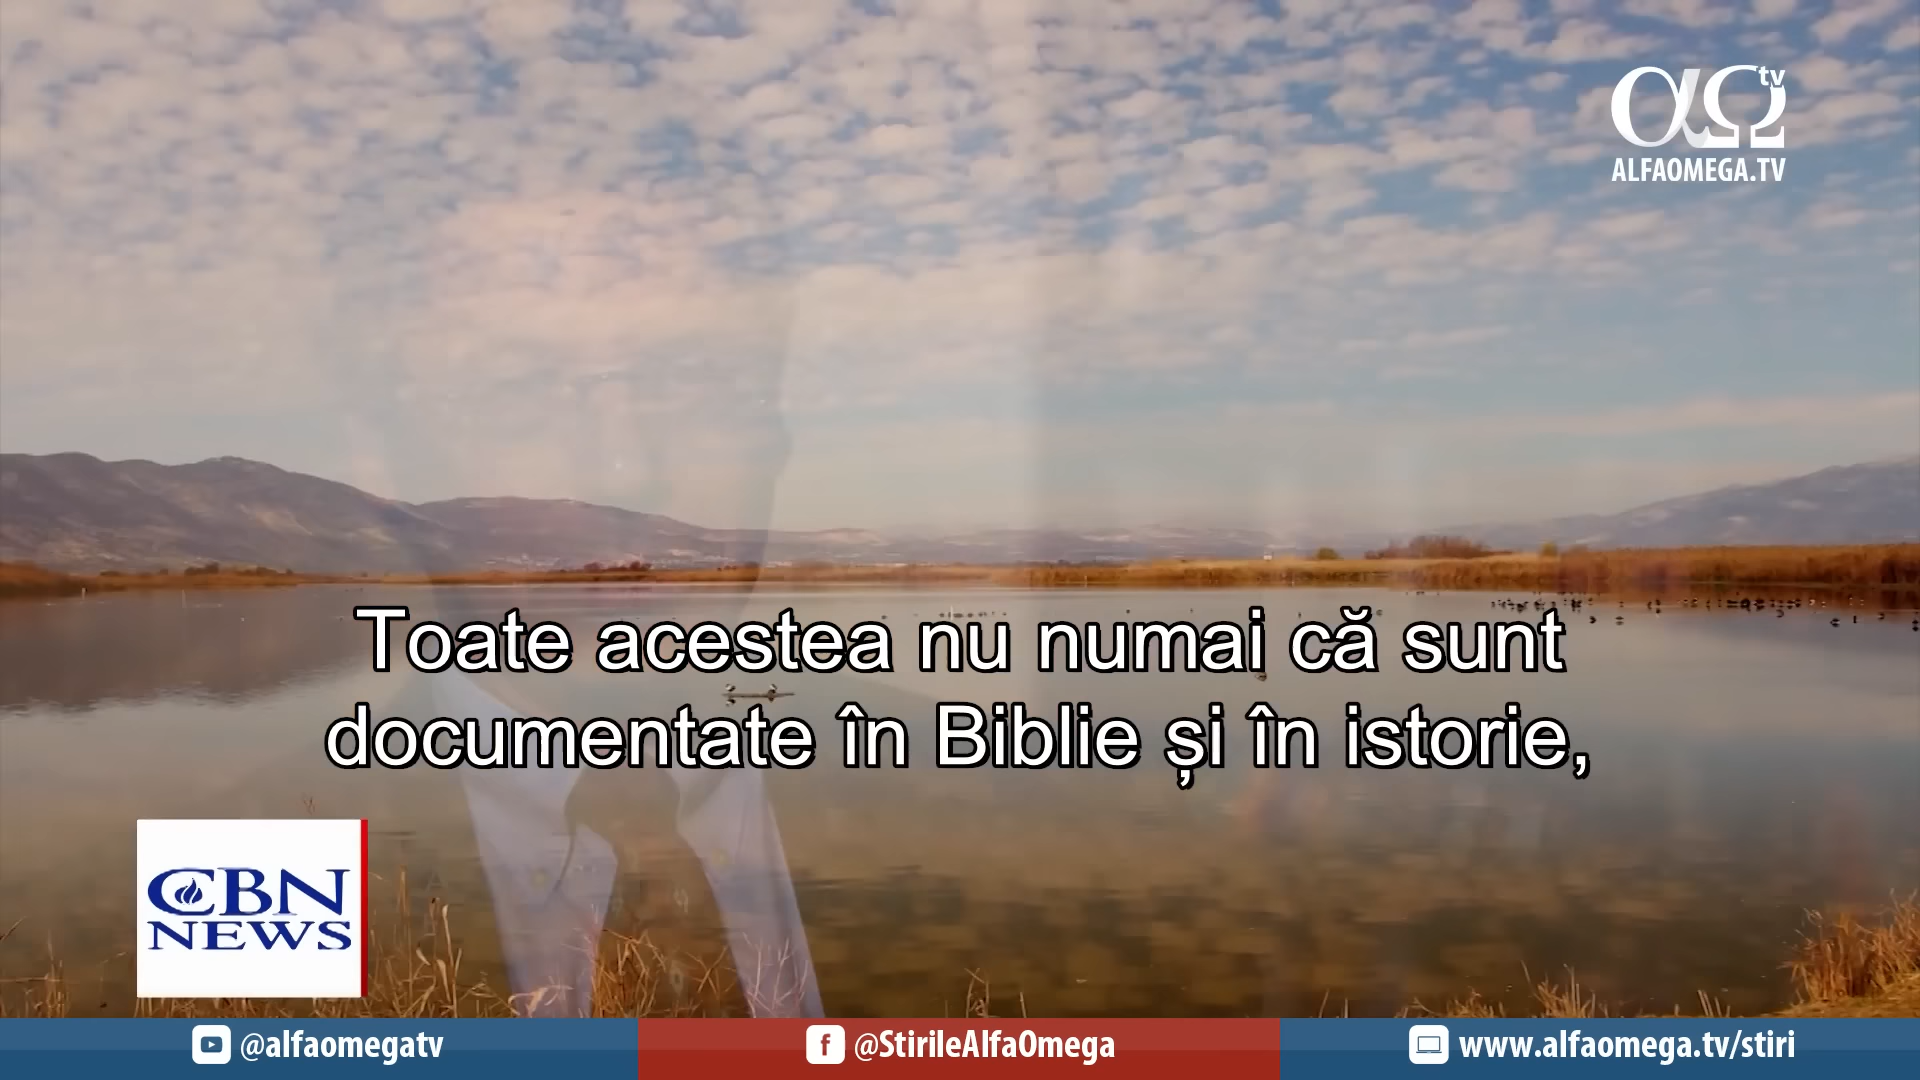 tv
ALFAOMEGA.TV
Toate acestea nu numai că sunt
documentate în Biblie și în istorie,
CBN
NEWS
@alfaomegatv
@StirileAlfaOmega
www.alfaomega.tv/stiri